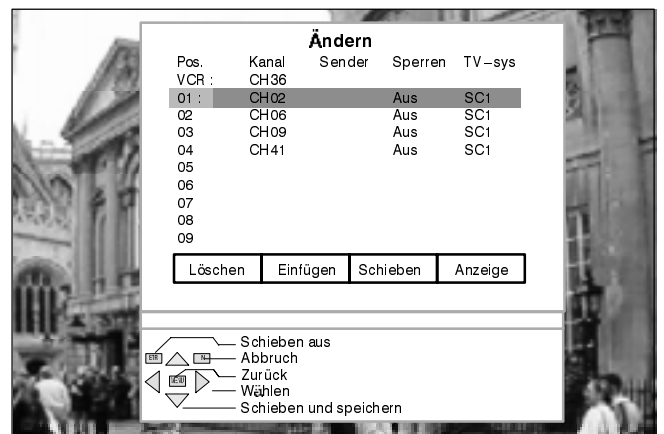 Ändern
Pos. Kanal Sender Sperren TV-sys
VCR : CH36
01 : CH02 Aus SC1
02 CH06 Aus SC1
03 CH09 Aus SC1
04 CH41 Aus SC1
05
06
07
08
09
Löschen Einfügen Schieben Anzeige
Schieben aus
Abbruch
N
MENU
Zurück
Wählen
Schieben und speichern